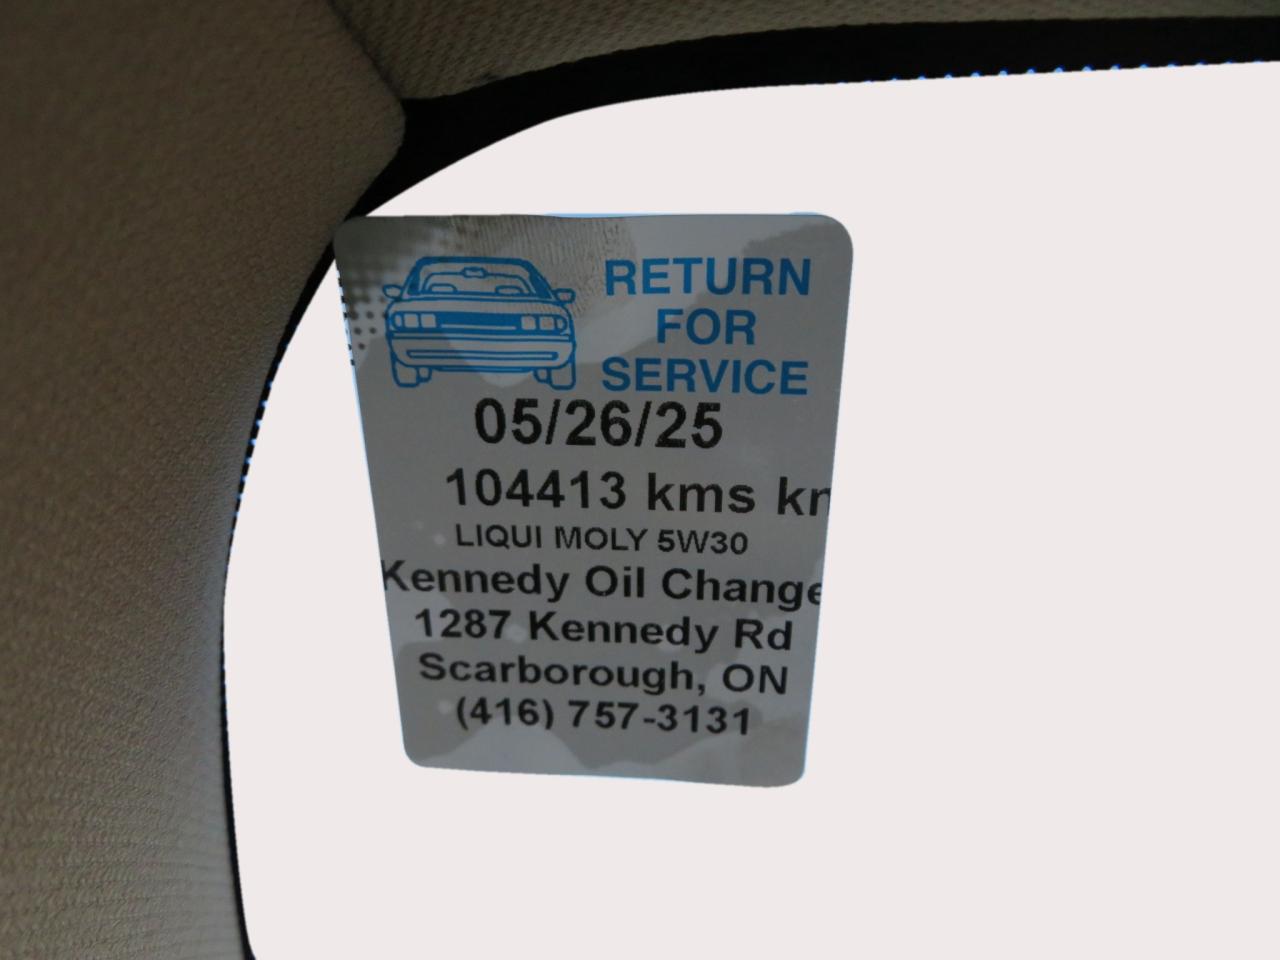 RETURN
FOR
SERVICE
05/26/25
104413 kms
LIQUI MOLY 5W30
Kennedy Oil Change
1287 Kennedy Rd
Scarborough, ON
(416) 757-3131